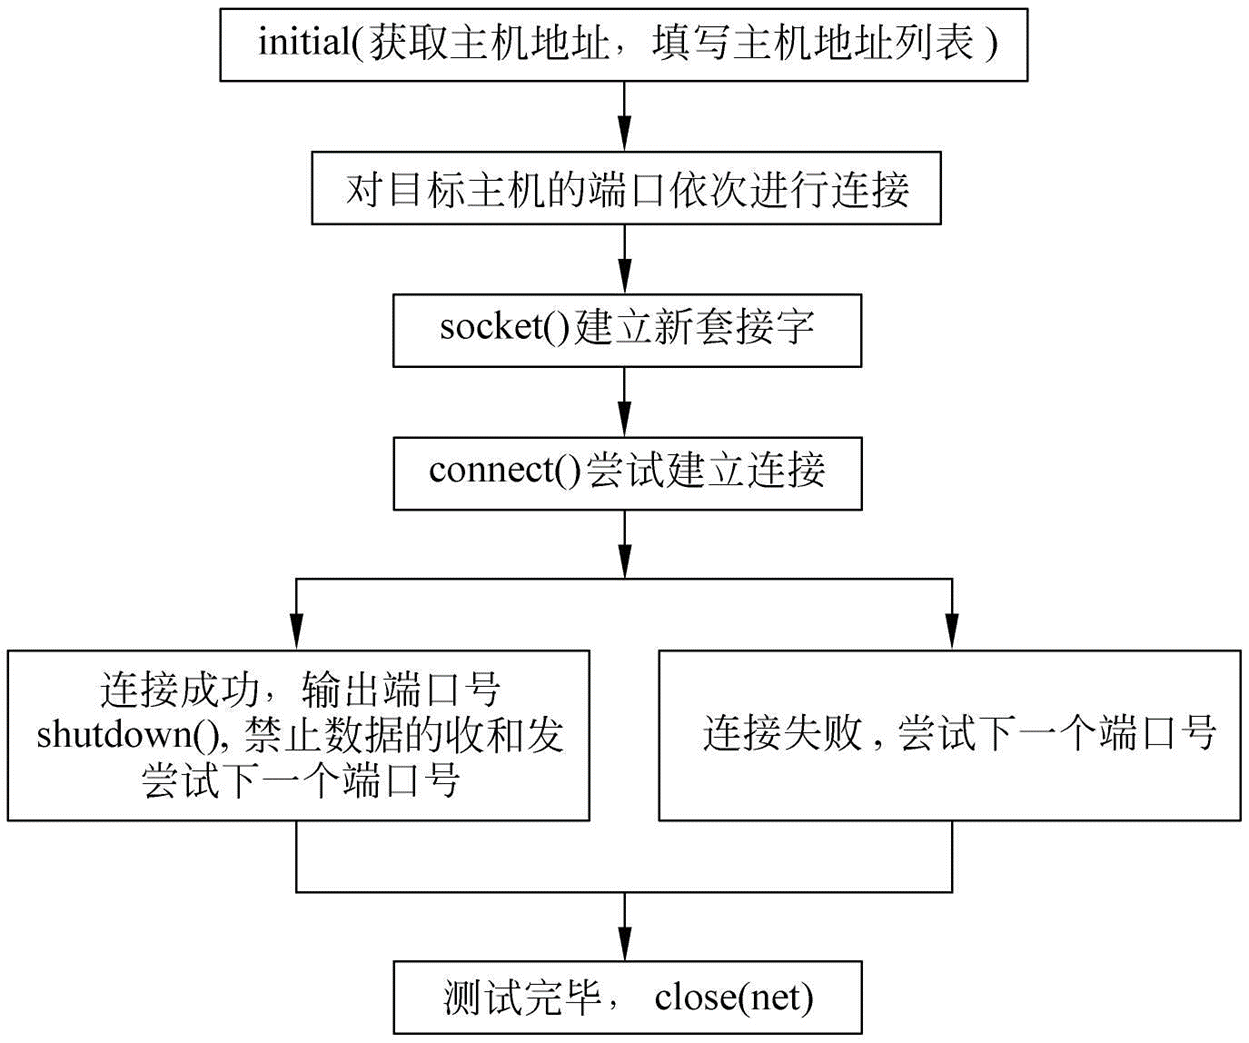 initial(获取主机地址，填写主机地址列表)
对目标主机的端口依次进行连接
socket()建立新套接字
connect()尝试建立连接
连接成功，输出端口号
shutdown(), 禁止数据的收和发
尝试下一个端口号
连接失败, 尝试下一个端口号
测试完毕， close(net)